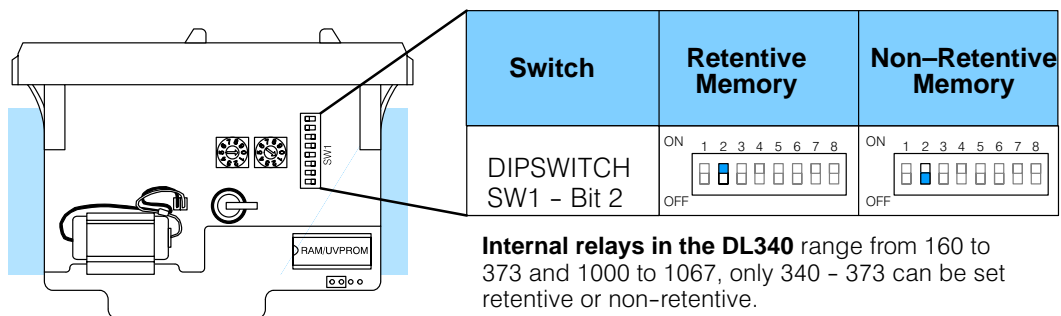 Switch
Retentive
Memory
Non–Retentive
Memory
DIPSWITCH
SW1 – Bit 2
ON
1 2 3 4 5 6 7 8
OFF
ON
1 2 3 4 5 6 7 8
OFF
SW1
RAM/UVPROM
Internal relays in the DL340 range from 160 to
373 and 1000 to 1067, only 340 – 373 can be set
retentive or non–retentive.